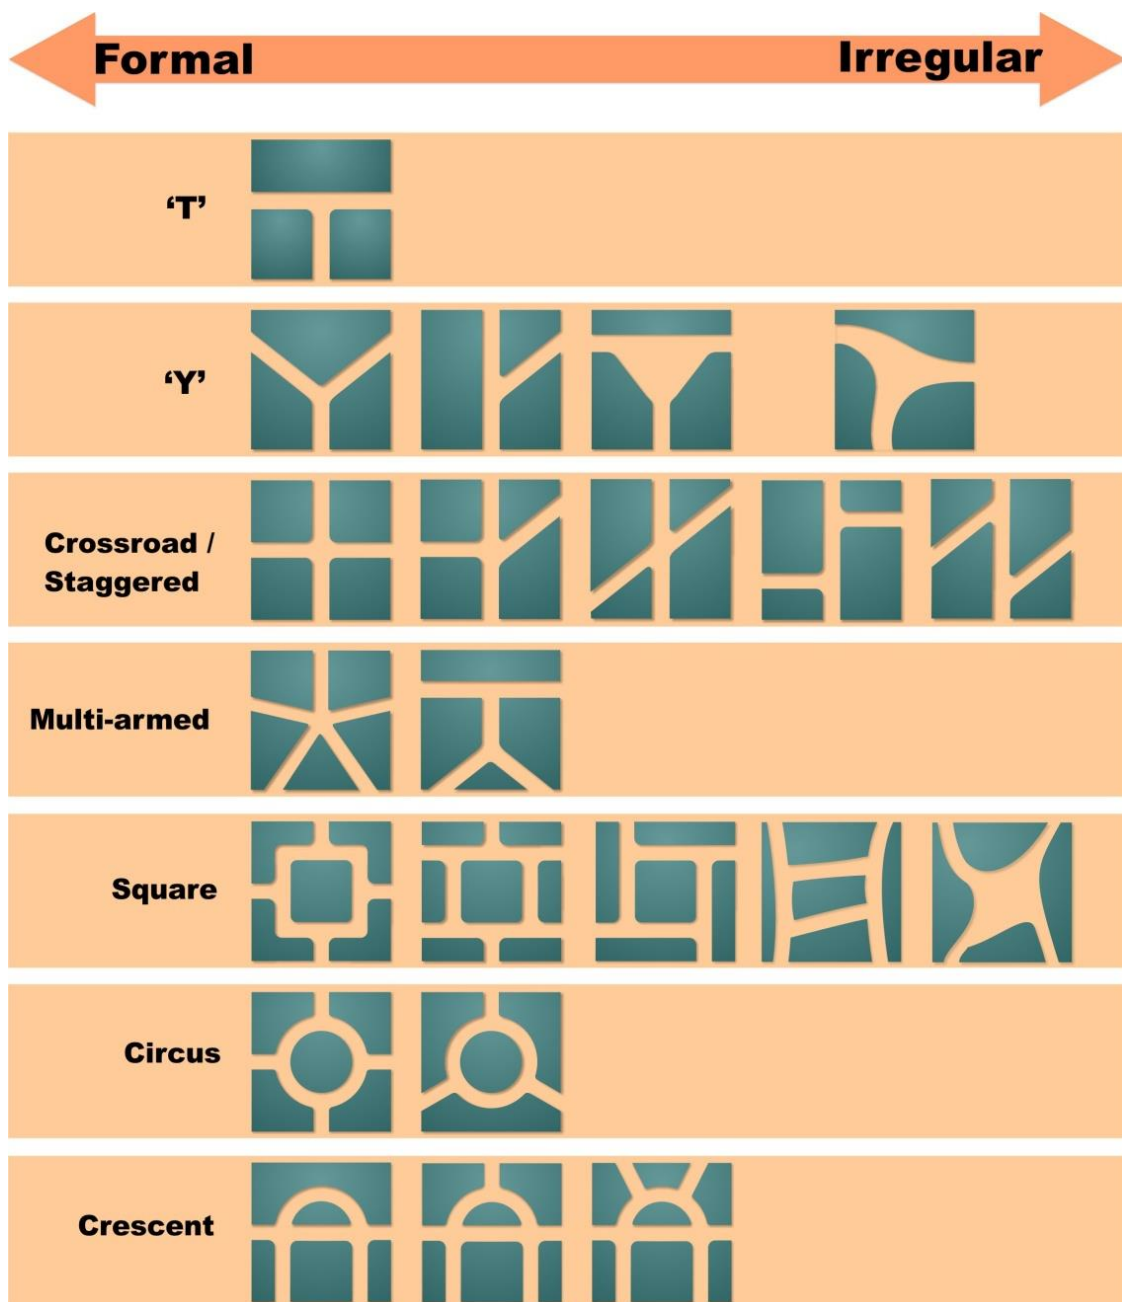 Formal
Irregular
‘T’
‘Y’
Crossroad /
Staggered
Multi-armed
Square
Circus
Crescent